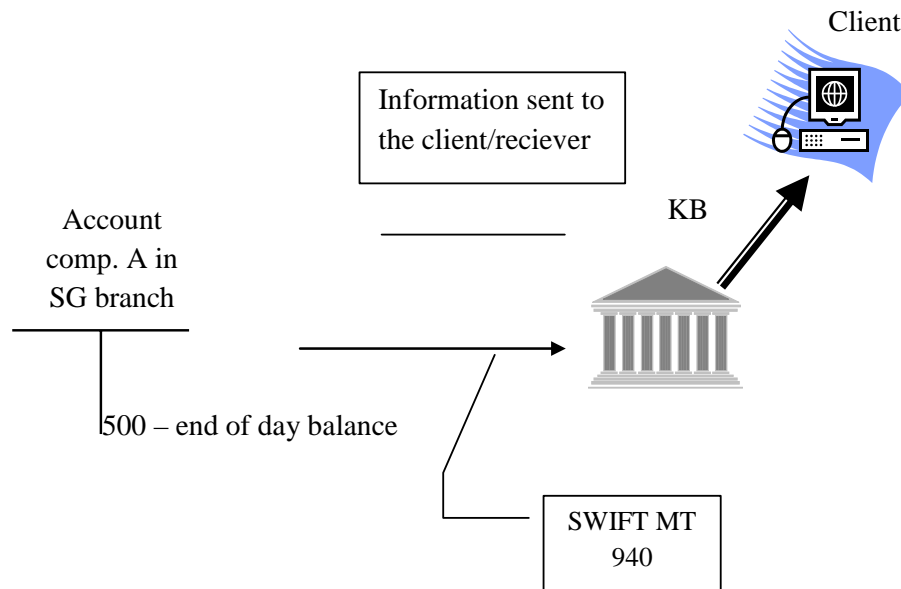 Client
Information sent to
the client/reciever
KB
Account
comp. A in
SG branch
500 – end of day balance
SWIFT MT
940